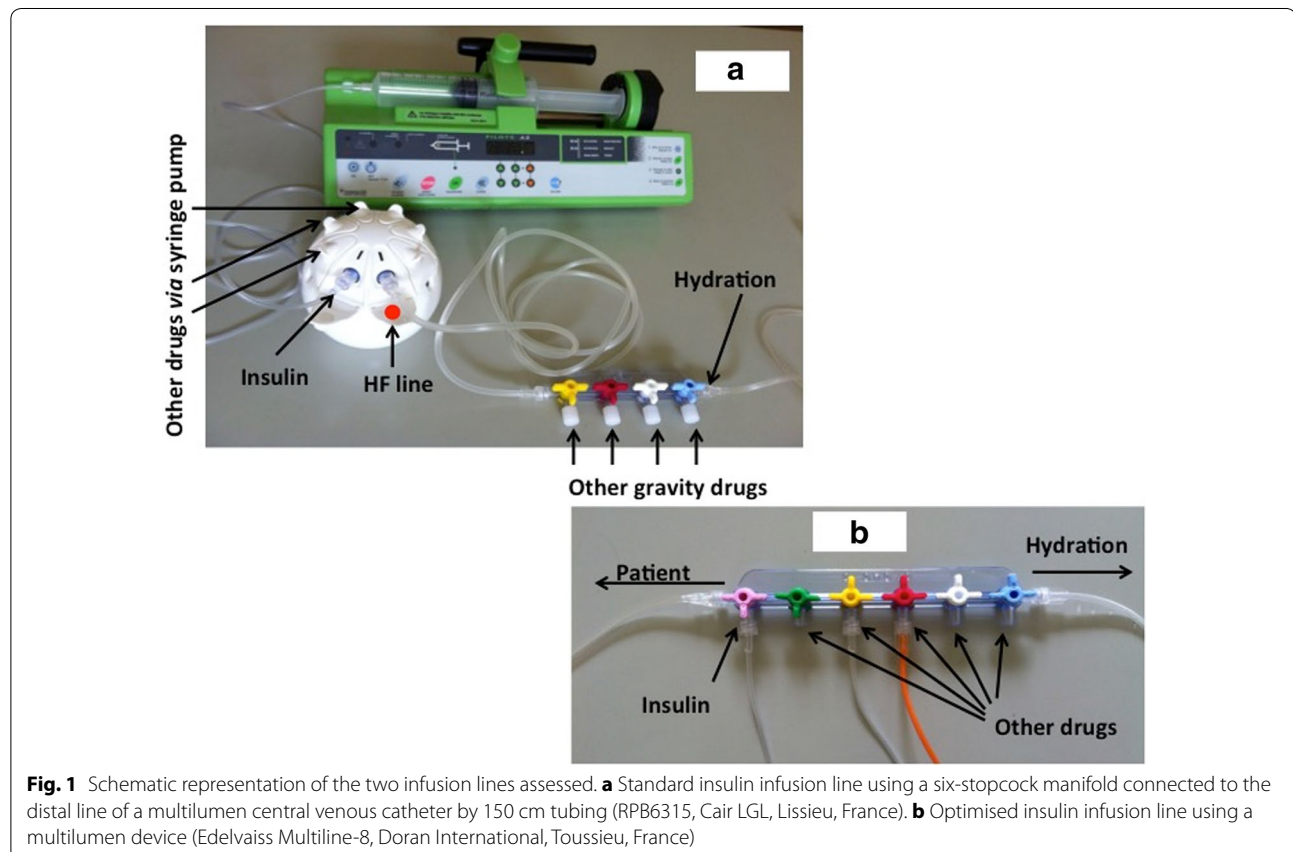 a
Other drugs via syringe pump
Hydration
Insulin
HF line
Other gravity drugs
b
Patient
Hydration
Insulin
Other drugs
Fig. 1 Schematic representation of the two infusion lines assessed. a Standard insulin infusion line using a six-stopcock manifold connected to the
distal line of a multilumen central venous catheter by 150 cm tubing (RPB6315, Cair LGL, Lissieu, France). b Optimised insulin infusion line using a
multilumen device (Edelvaiss Multiline-8, Doran International, Toussieu, France)